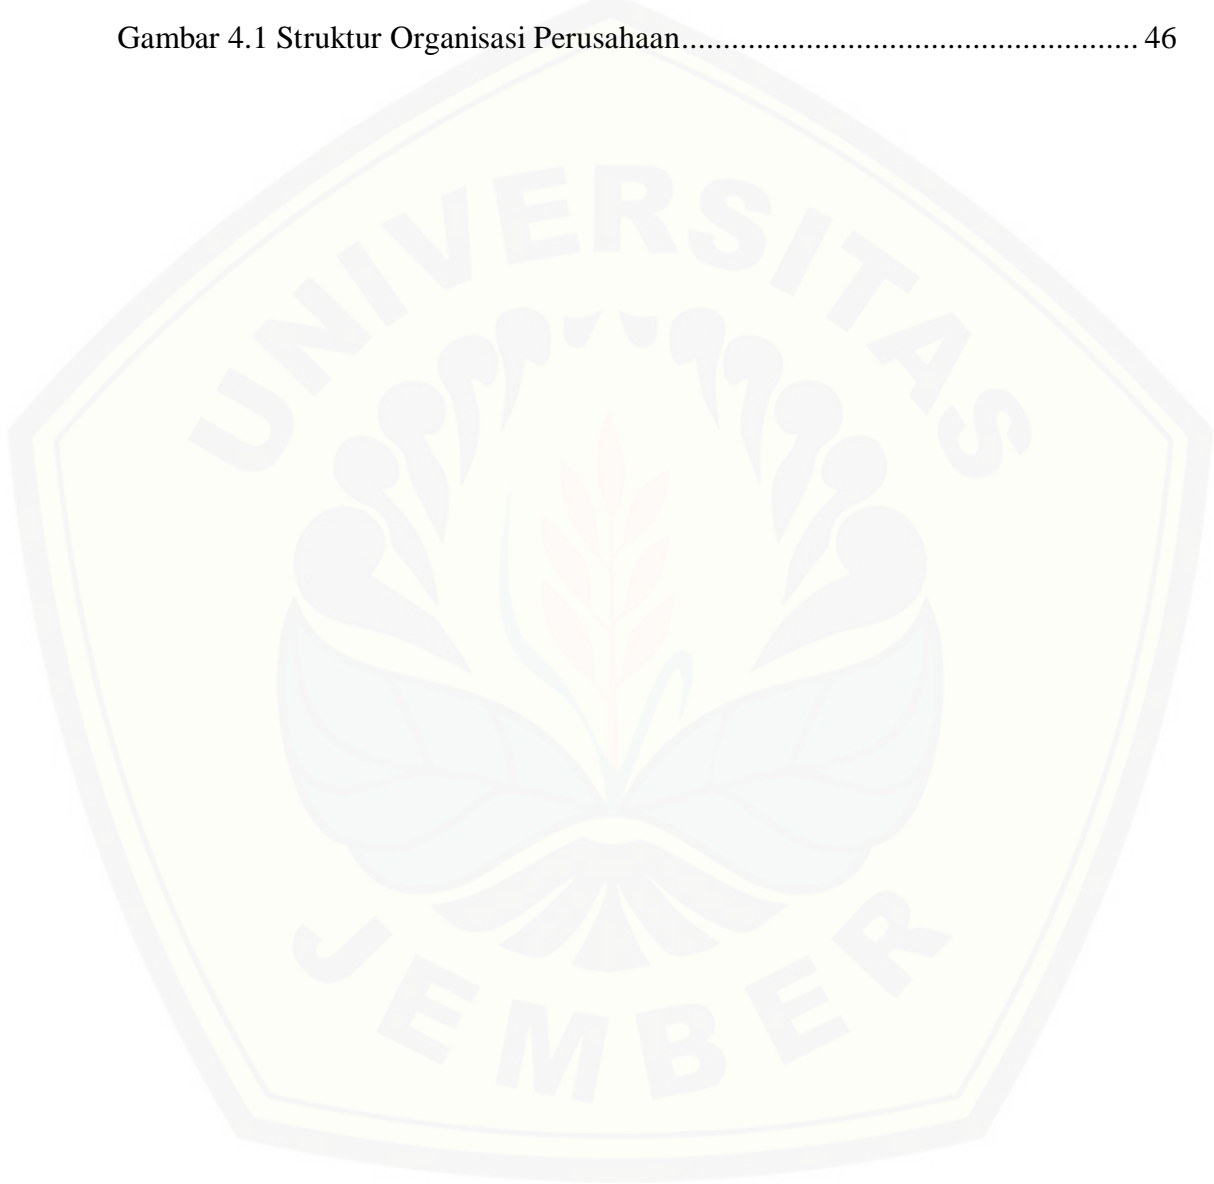 Gambar 4.1 Struktur Organisasi Perusahaan....................................................... 46
UNIVERSITAS
JEMBER